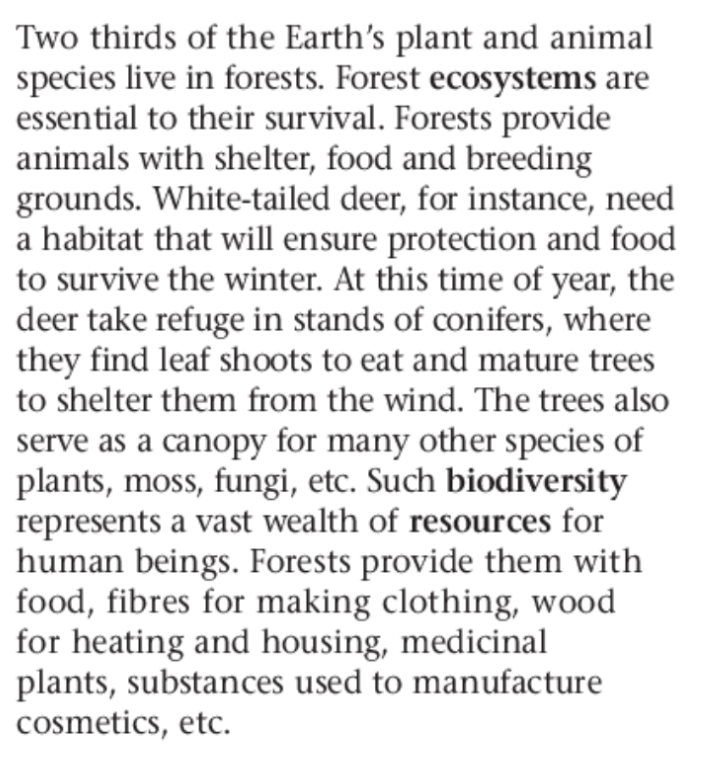 Two thirds of the Earth's plant and animal
species live in forests. Forest ecosystems are
essential to their survival. Forests provide
animals with shelter, food and breeding
grounds. White-tailed deer, for instance, need
a habitat that will ensure protection and food
to survive the winter. At this time of year, the
deer take refuge in stands of conifers, where
they find leaf shoots to eat and mature trees
to shelter them from the wind. The trees also
serve as a canopy for many other species of
plants, moss, fungi, etc. Such biodiversity
represents a vast wealth of resources for
human beings. Forests provide them with
food, fibres for making clothing, wood
for heating and housing, medicinal
plants, substances used to manufacture
cosmetics, etc.